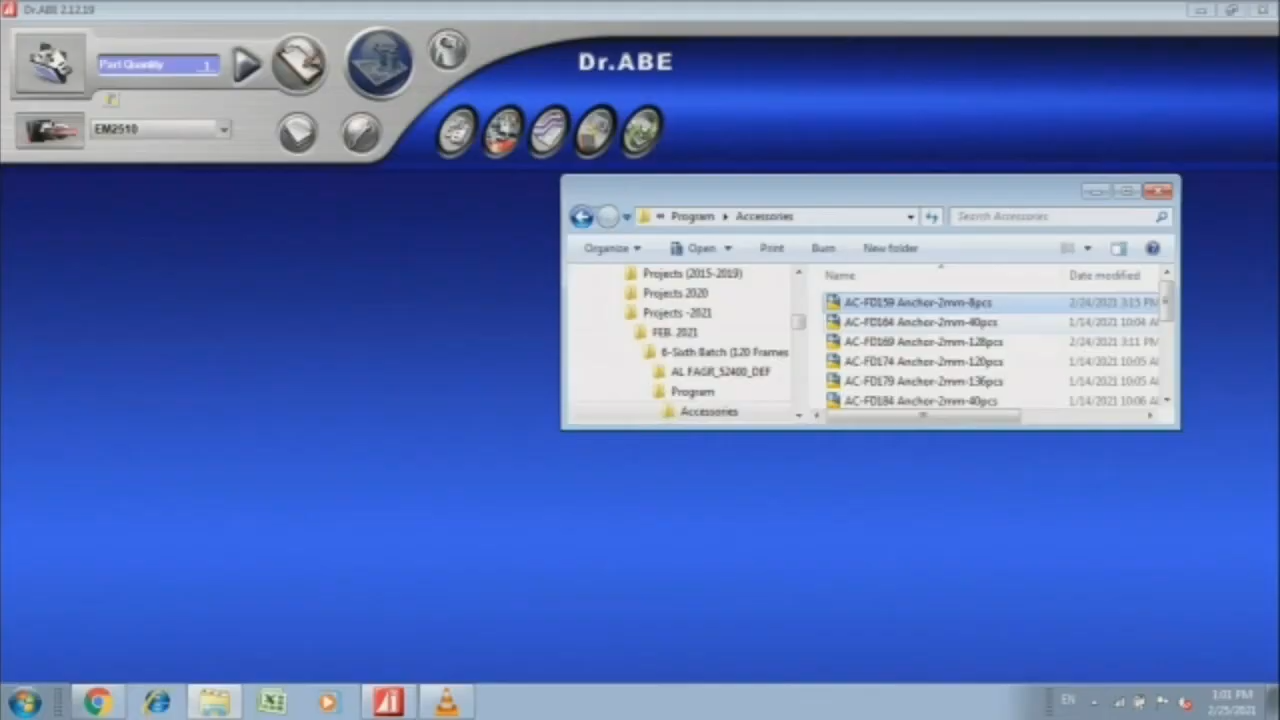 Dr.ABE 2.12.19
Part Quantity 1
Dr.ABE
EM2510
Program Accessories
Search Accessories
Organize Open Print Burn New folder
Projects (2015-2019)
Projects 2020
Projects -2021
FEB. 2021
6-Sixth Batch (120 Frames
AL FAGR_52400_DEF
Program
Accessories
Name Date modified
AC-FD159 Anchor-2mm-8pcs 2/24/2021 3:15 PM
AC-FD164 Anchor-2mm-40pcs 1/14/2021 10:04 A
AC-FD169 Anchor-2mm-128pcs 2/24/2021 3:11 PM
AC-FD174 Anchor-2mm-120pcs 1/14/2021 10:05 A
AC-FD179 Anchor-2mm-136pcs 1/14/2021 10:05 A
AC-FD184 Anchor-2mm-40pcs 1/14/2021 10:06 A
EN
1:01 PM
2/25/2021